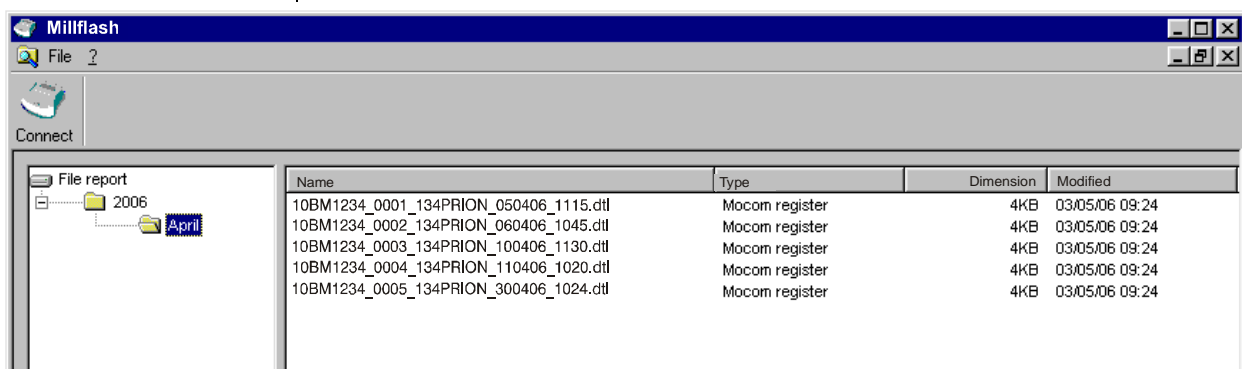 Millflash
File ?
Connect
File report
2006
April
Name Type Dimension Modified
10BM1234_0001_134PRION_050406_1115.dtl Mocom register 4KB 03/05/06 09:24
10BM1234_0002_134PRION_060406_1045.dtl Mocom register 4KB 03/05/06 09:24
10BM1234_0003_134PRION_100406_1130.dtl Mocom register 4KB 03/05/06 09:24
10BM1234_0004_134PRION_110406_1020.dtl Mocom register 4KB 03/05/06 09:24
10BM1234_0005_134PRION_300406_1024.dtl Mocom register 4KB 03/05/06 09:24